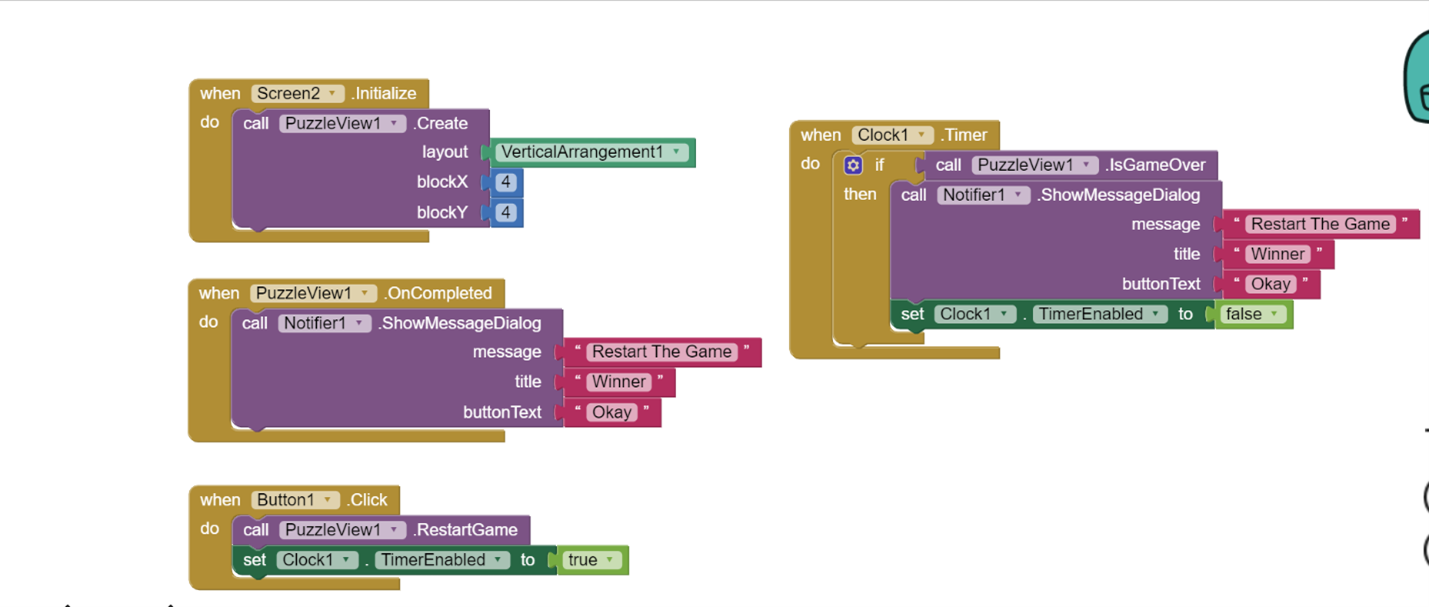 when Screen2 .Initialize
do call PuzzleView1 .Create
layout VerticalArrangement1
blockX 4
blockY 4
when PuzzleView1 .OnCompleted
do call Notifier1 .ShowMessageDialog
message “ Restart The Game ”
title “ Winner ”
buttonText “ Okay ”
when Button1 .Click
do call PuzzleView1 .RestartGame
set Clock1 . TimerEnabled to true
when Clock1 .Timer
do if call PuzzleView1 .IsGameOver
then call Notifier1 .ShowMessageDialog
message “ Restart The Game ”
title “ Winner ”
buttonText “ Okay ”
set Clock1 . TimerEnabled to false